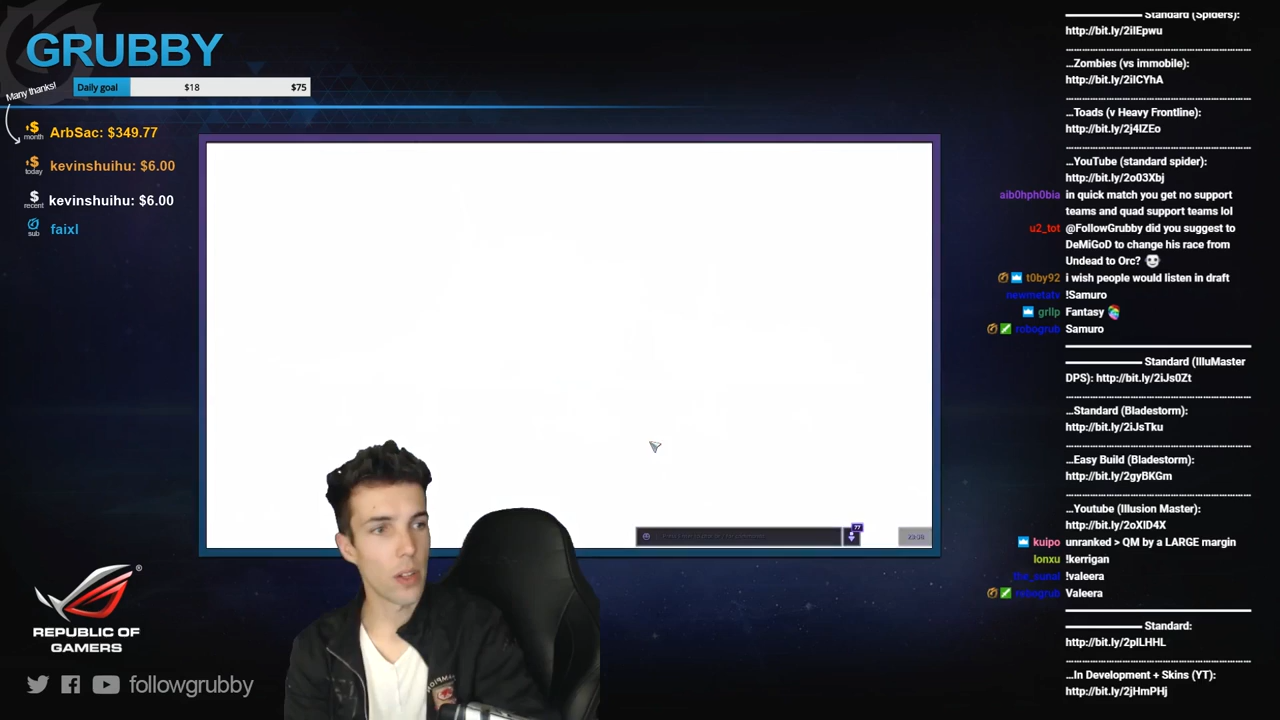 GRUBBY
Many thanks!
Daily goal
$18
$75
$
month
ArbSac: $349.77
$
today
kevinshuihu: $6.00
$
recent
kevinshuihu: $6.00
sub
faixl
77
REPUBLIC OF
GAMERS
®
followgrubby
Standard (Spiders):
http://bit.ly/2ilEpwu
...Zombies (vs immobile):
http://bit.ly/2ilCYhA
...Toads (v Heavy Frontline):
http://bit.ly/2j4lZEo
...YouTube (standard spider):
http://bit.ly/2o03Xbj
aib0hph0bia in quick match you get no support
teams and quad support teams lol
u2_tot @FollowGrubby did you suggest to
DeMiGoD to change his race from
Undead to Orc?
t0by92 i wish people would listen in draft
newmetatv !Samuro
grllp Fantasy
robogrub Samuro
Standard (IlluMaster
DPS): http://bit.ly/2iJs0Zt
...Standard (Bladestorm):
http://bit.ly/2iJsTku
...Easy Build (Bladestorm):
http://bit.ly/2gyBKGm
...Youtube (Illusion Master):
http://bit.ly/2oXlD4X
kuipo unranked > QM by a LARGE margin
lonxu !kerrigan
!valeera
robogrub Valeera
Standard:
http://bit.ly/2plLHHL
...In Development + Skins (YT):
http://bit.ly/2jHmPHj